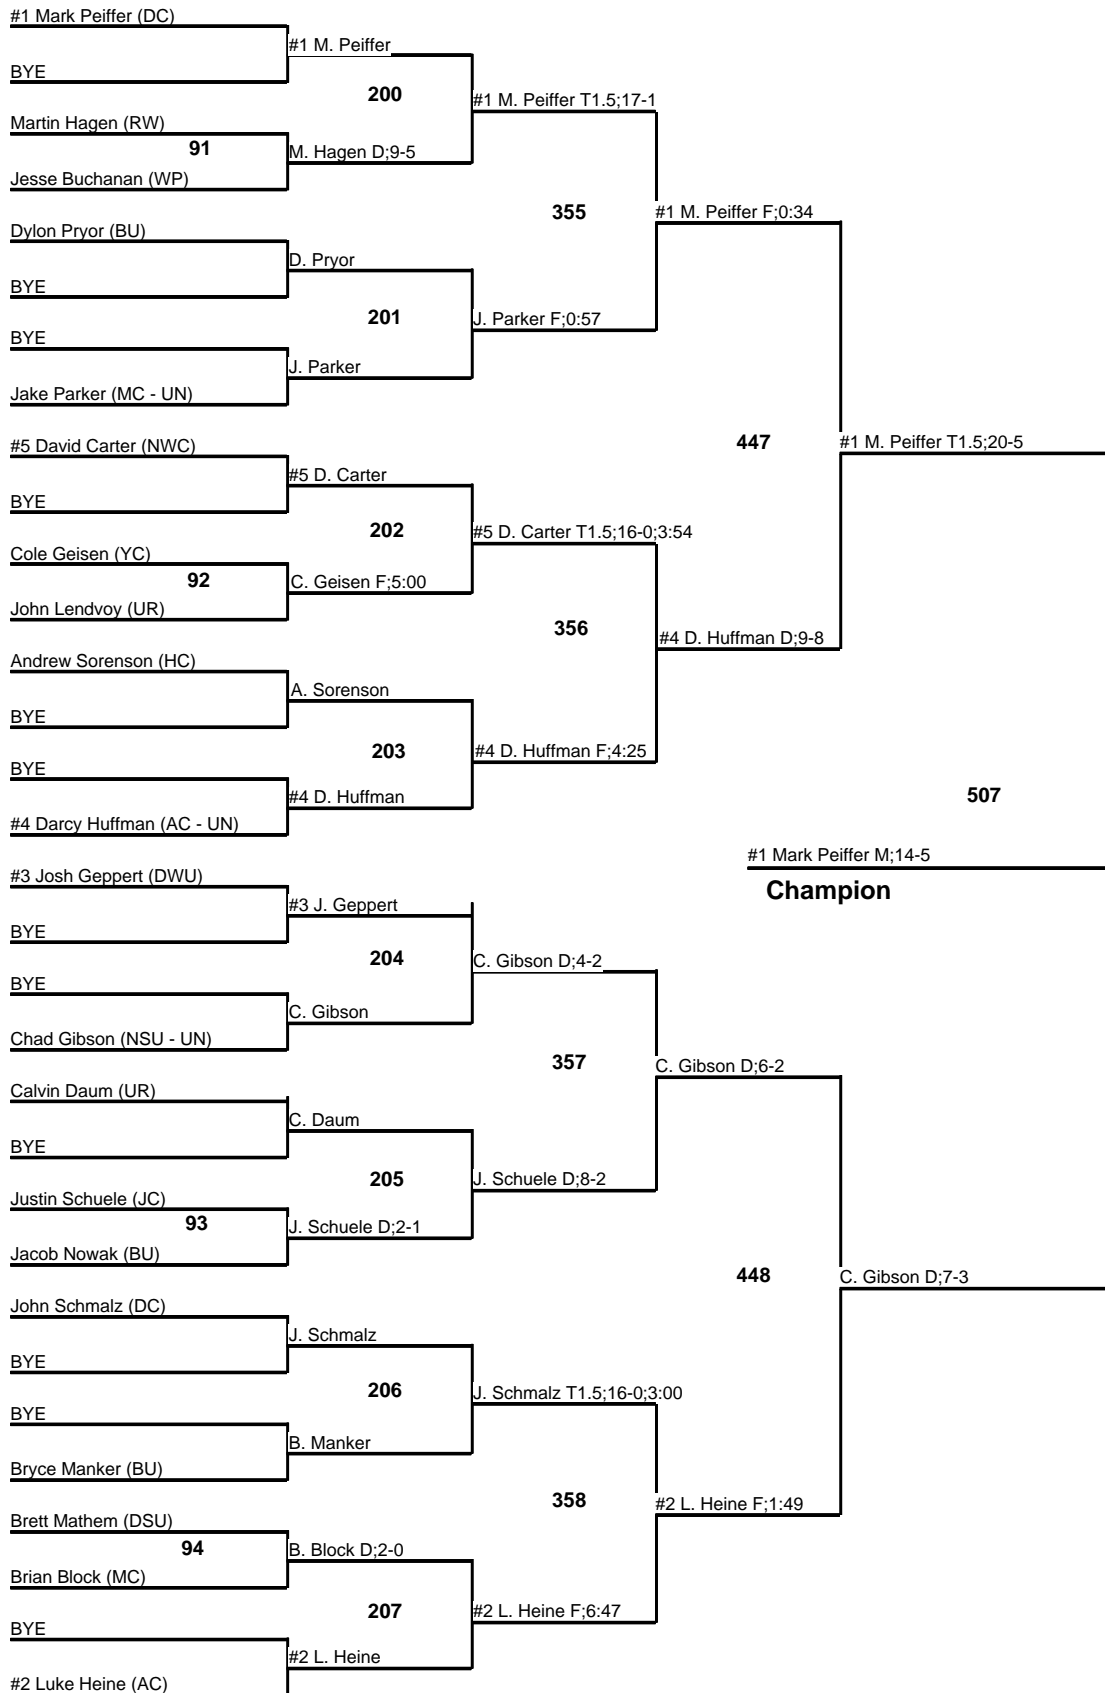 #1 Mark Peiffer (DC)
#1 M. Peiffer
BYE
200
#1 M. Peiffer T1.5;17-1
Martin Hagen (RW)
91
M. Hagen D;9-5
Jesse Buchanan (WP)
355
#1 M. Peiffer F;0:34
Dylon Pryor (BU)
D. Pryor
BYE
201
J. Parker F;0:57
BYE
J. Parker
Jake Parker (MC - UN)
447
#1 M. Peiffer T1.5;20-5
#5 David Carter (NWC)
#5 D. Carter
BYE
202
#5 D. Carter T1.5;16-0;3:54
Cole Geisen (YC)
92
C. Geisen F;5:00
John Lendvoy (UR)
356
#4 D. Huffman D;9-8
Andrew Sorenson (HC)
A. Sorenson
BYE
203
#4 D. Huffman F;4:25
BYE
#4 D. Huffman
#4 Darcy Huffman (AC - UN)
507
#1 Mark Peiffer M;14-5
Champion
#3 Josh Geppert (DWU)
#3 J. Geppert
BYE
204
C. Gibson D;4-2
BYE
C. Gibson
Chad Gibson (NSU - UN)
357
C. Gibson D;6-2
Calvin Daum (UR)
C. Daum
BYE
205
J. Schuele D;8-2
Justin Schuele (JC)
93
J. Schuele D;2-1
Jacob Nowak (BU)
448
C. Gibson D;7-3
John Schmalz (DC)
J. Schmalz
BYE
206
J. Schmalz T1.5;16-0;3:00
BYE
B. Manker
Bryce Manker (BU)
358
#2 L. Heine F;1:49
Brett Mathem (DSU)
94
B. Block D;2-0
Brian Block (MC)
207
#2 L. Heine F;6:47
BYE
#2 L. Heine
#2 Luke Heine (AC)